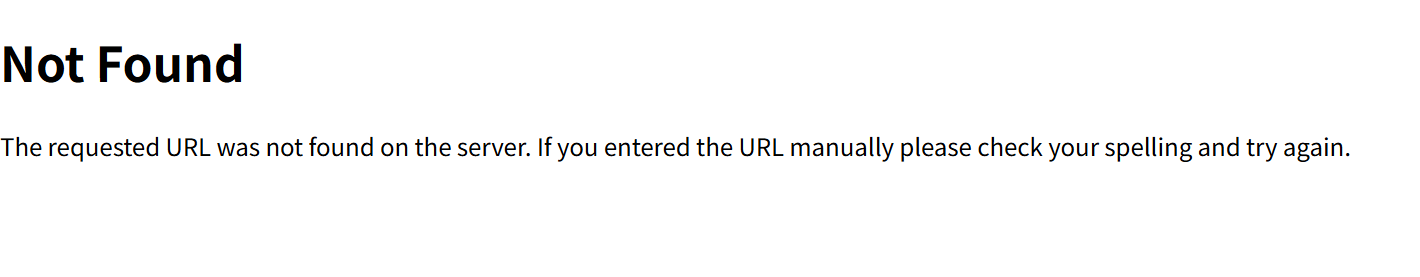 Not Found
The requested URL was not found on the server. If you entered the URL manually please check your spelling and try again.